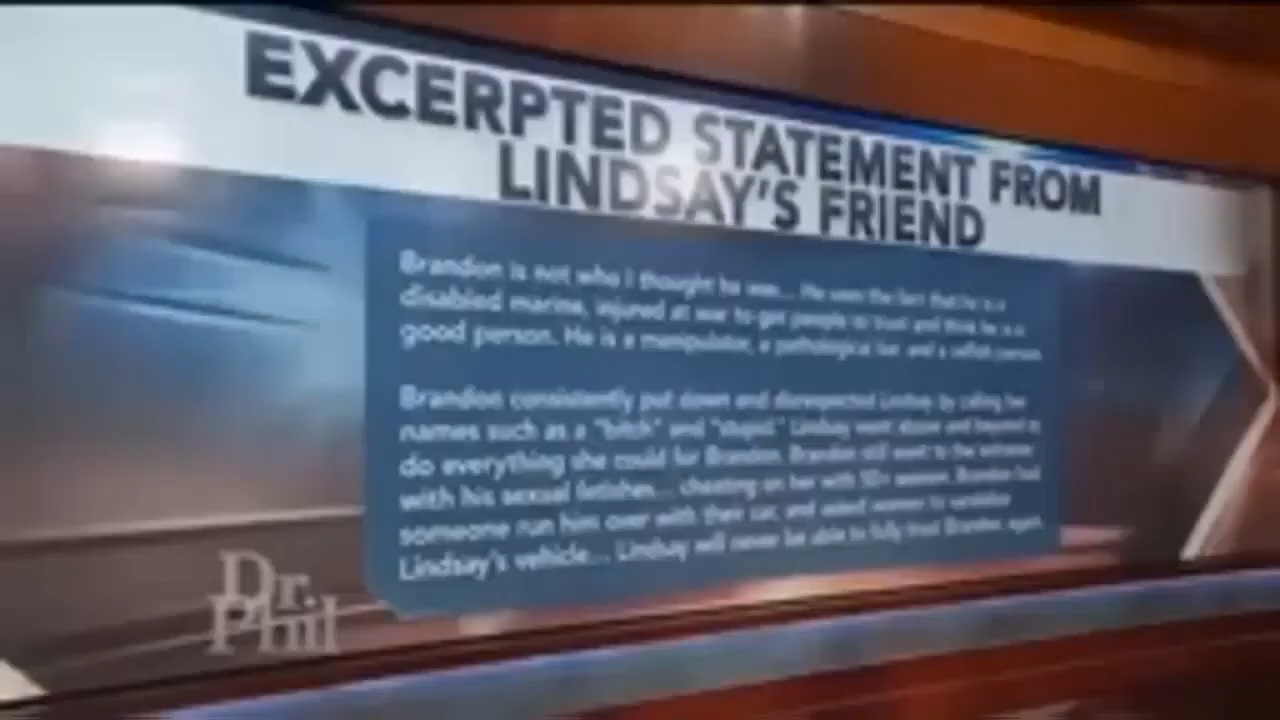 EXCERPTED STATEMENT FROM
LINDSAY'S FRIEND
Brandon is not who I thought he was... He uses the fact that he is a
disabled marine, injured at war to get people to trust and think he is a
good person. He is a manipulator, a pathological liar and a selfish person.
Brandon consistently put down and disrespected Lindsay by calling her
names such as a "bitch" and "stupid." Lindsay went above and beyond to
do everything she could for Brandon. Brandon still went to the extreme
with his sexual fetishes... cheating on her with 50+ women. Brandon had
someone run him over with their car, and asked women to vandalize
Lindsay's vehicle... Lindsay will never be able to fully trust Brandon, again.
Dr.
Phil